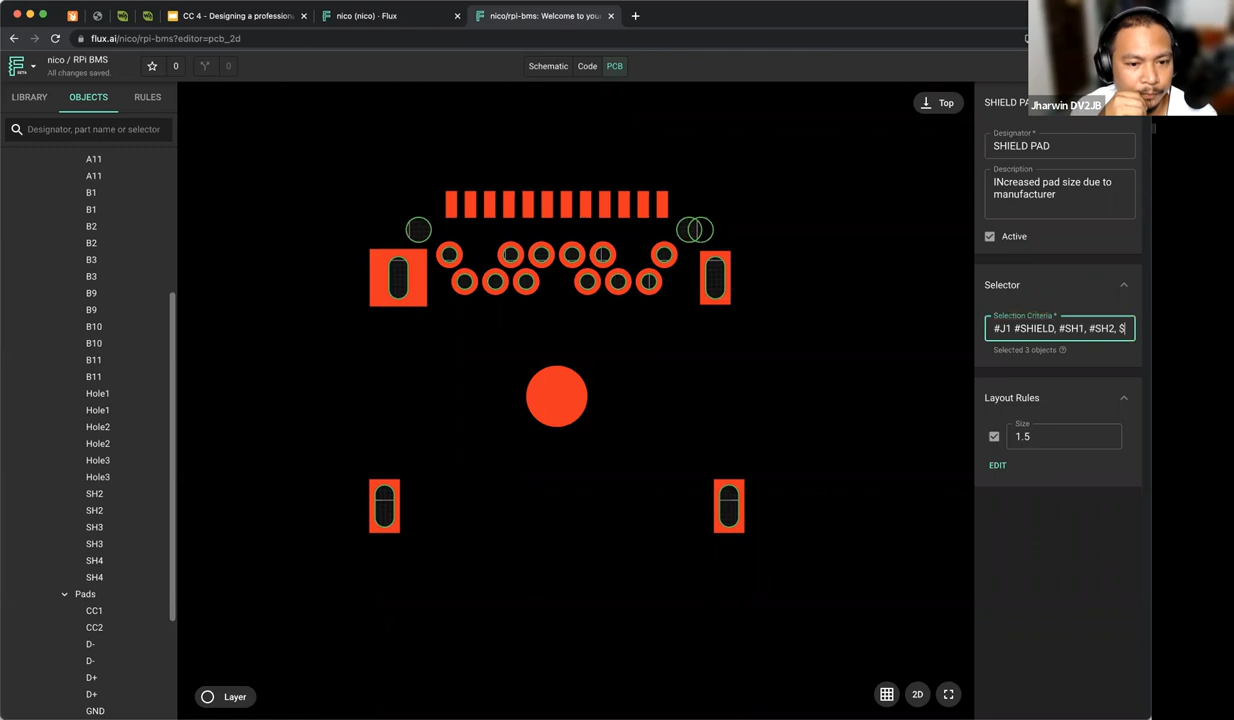 CC 4 - Designing a professiona
nico (nico) · Flux
nico/rpi-bms: Welcome to you
flux.ai/nico/rpi-bms?editor=pcb_2d
nico / RPi BMS
BETA
All changes saved.
0
0
Schematic
Code
PCB
Jharwin DV2JB
LIBRARY
OBJECTS
RULES
Designator, part name or selector
A11
A11
B1
B1
B2
B2
B3
B3
B9
B9
B10
B10
B11
B11
Hole1
Hole1
Hole2
Hole2
Hole3
Hole3
SH2
SH2
SH3
SH3
SH4
SH4
Pads
CC1
CC2
D-
D-
D+
D+
GND
Top
Layer
2D
SHIELD PA
Designator *
SHIELD PAD
Description
INcreased pad size due to
manufacturer
Active
Selector
Selection Criteria *
#J1 #SHIELD, #SH1, #SH2, $
Selected 3 objects
Layout Rules
Size
1.5
EDIT